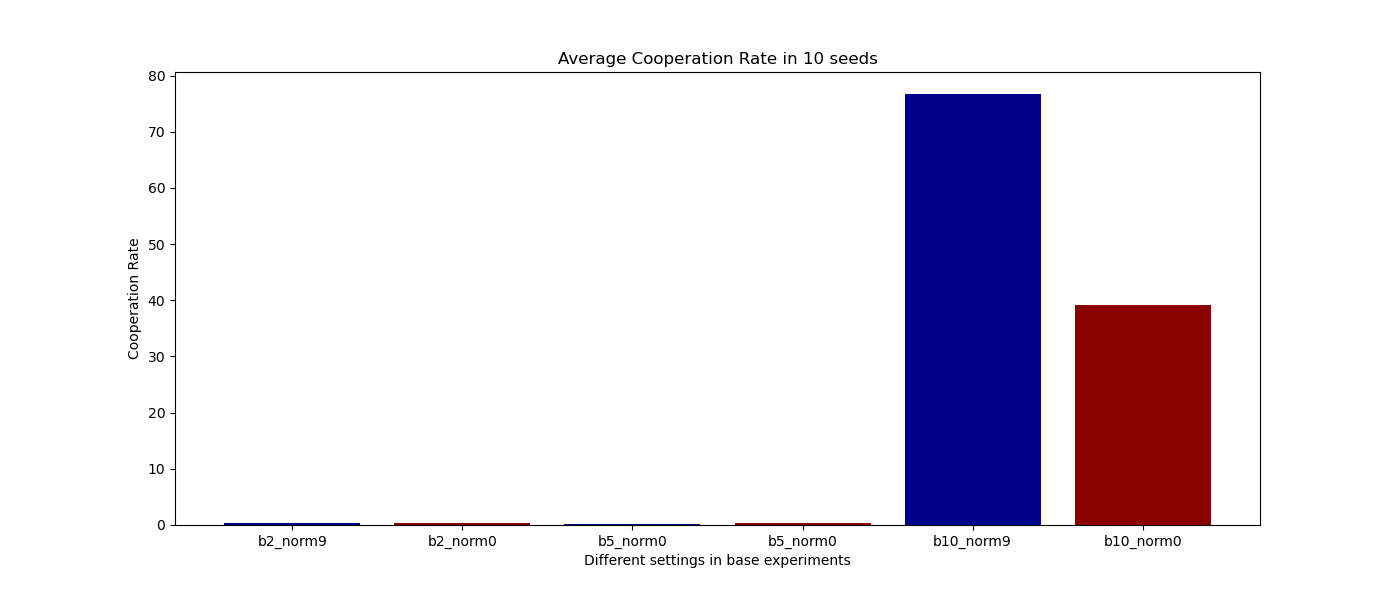 Average Cooperation Rate in 10 seeds
80
70
60
50
40
30
20
10
0
Cooperation Rate
b2_norm9 b2_norm0 b5_norm0 b5_norm0 b10_norm9 b10_norm0
Different settings in base experiments